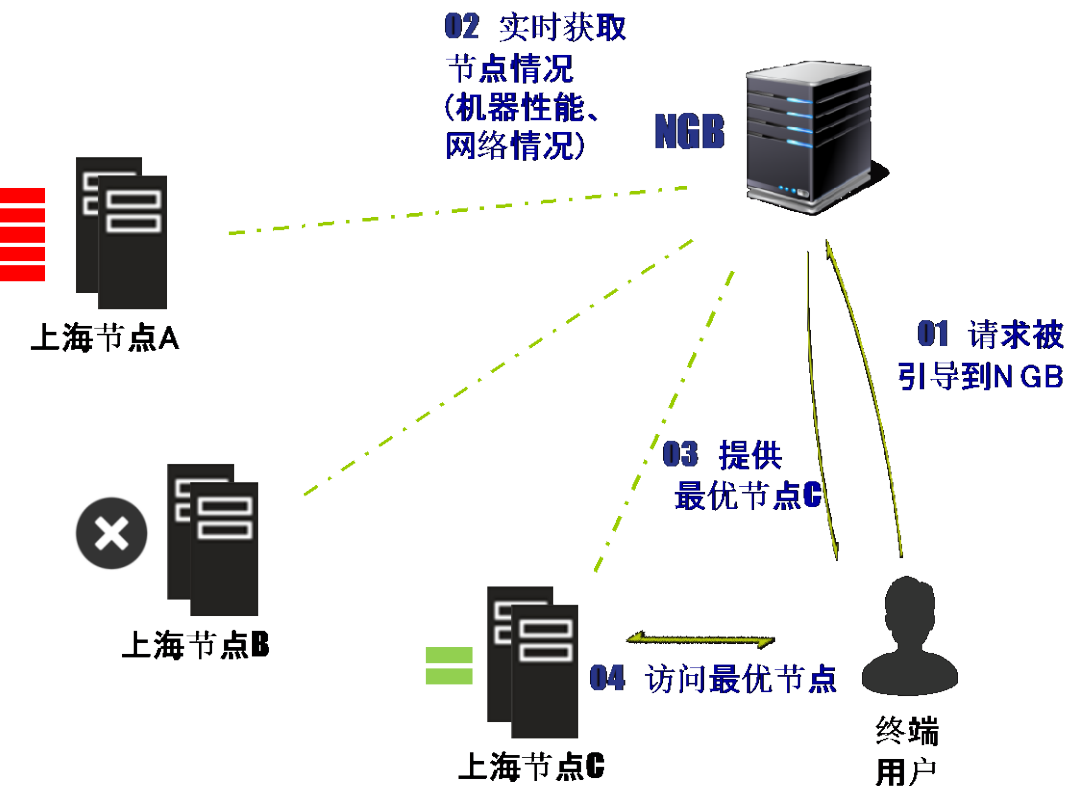 02 实时获取
节点情况
(机器性能、
网络情况)
NGB
上海节点A
01 请求被
引导到NGB
03 提供
最优节点C
上海节点B
04 访问最优节点
终端
用户
上海节点C